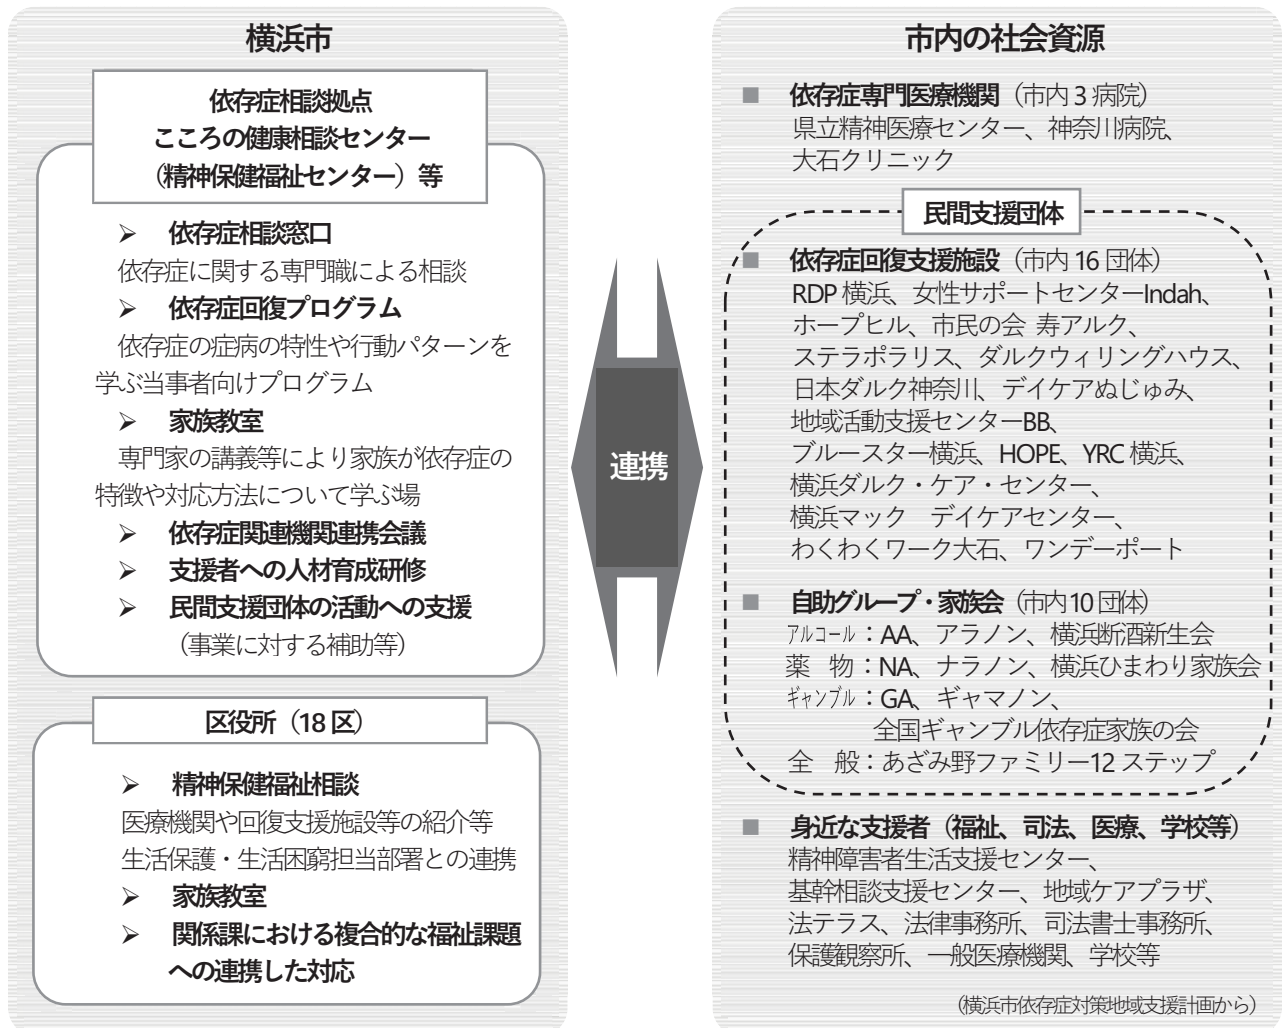 横浜市
依存症相談拠点
こころの健康相談センター
（精神保健福祉センター）等
➢ 依存症相談窓口
依存症に関する専門職による相談
➢ 依存症回復プログラム
依存症の症病の特性や行動パターンを
学ぶ当事者向けプログラム
➢ 家族教室
専門家の講義等により家族が依存症の
特徴や対応方法について学ぶ場
➢ 依存症関連機関連携会議
➢ 支援者への人材育成研修
➢ 民間支援団体の活動への支援
（事業に対する補助等）
区役所（18 区）
➢ 精神保健福祉相談
医療機関や回復支援施設等の紹介等
生活保護・生活困窮担当部署との連携
➢ 家族教室
➢ 関係課における複合的な福祉課題
への連携した対応
連携
市内の社会資源
■ 依存症専門医療機関（市内 3 病院）
県立精神医療センター、神奈川病院、
大石クリニック
民間支援団体
■ 依存症回復支援施設（市内 16 団体）
RDP 横浜、女性サポートセンターIndah、
ホープヒル、市民の会 寿アルク、
ステラポラリス、ダルクウィリングハウス、
日本ダルク神奈川、デイケアぬじゅみ、
地域活動支援センターBB、
ブルースター横浜、HOPE、YRC 横浜、
横浜ダルク・ケア・センター、
横浜マック　デイケアセンター、
わくわくワーク大石、ワンデーポート
■ 自助グループ・家族会（市内 10 団体）
ｱﾙｺｰﾙ：AA、アラノン、横浜断酒新生会
薬　物：NA、ナラノン、横浜ひまわり家族会
ｷﾞｬﾝﾌﾞﾙ：GA、ギャマノン、
全国ギャンブル依存症家族の会
全　般：あざみ野ファミリー12 ステップ
■ 身近な支援者（福祉、司法、医療、学校等）
精神障害者生活支援センター、
基幹相談支援センター、地域ケアプラザ、
法テラス、法律事務所、司法書士事務所、
保護観察所、一般医療機関、学校等
（横浜市依存症対策地域支援計画から）